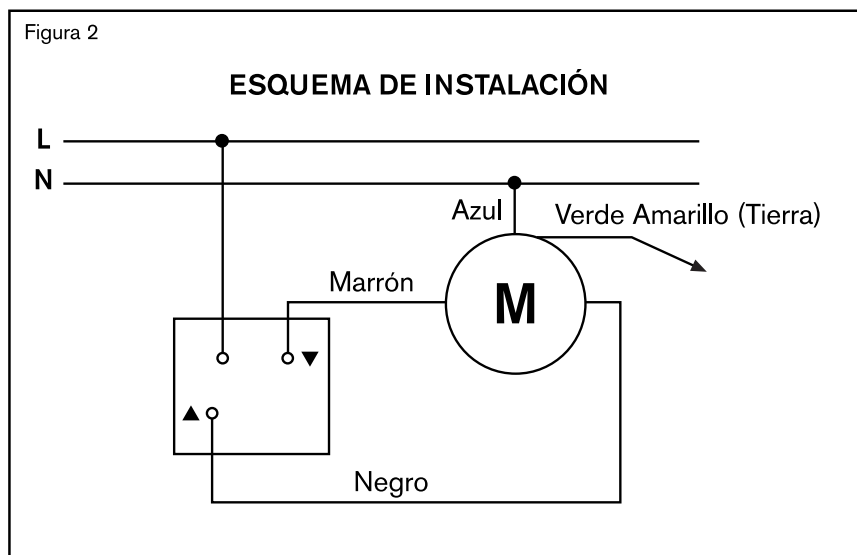 Figura 2
ESQUEMA DE INSTALACIÓN
L
N
Azul
Verde Amarillo (Tierra)
Marrón
M
Negro